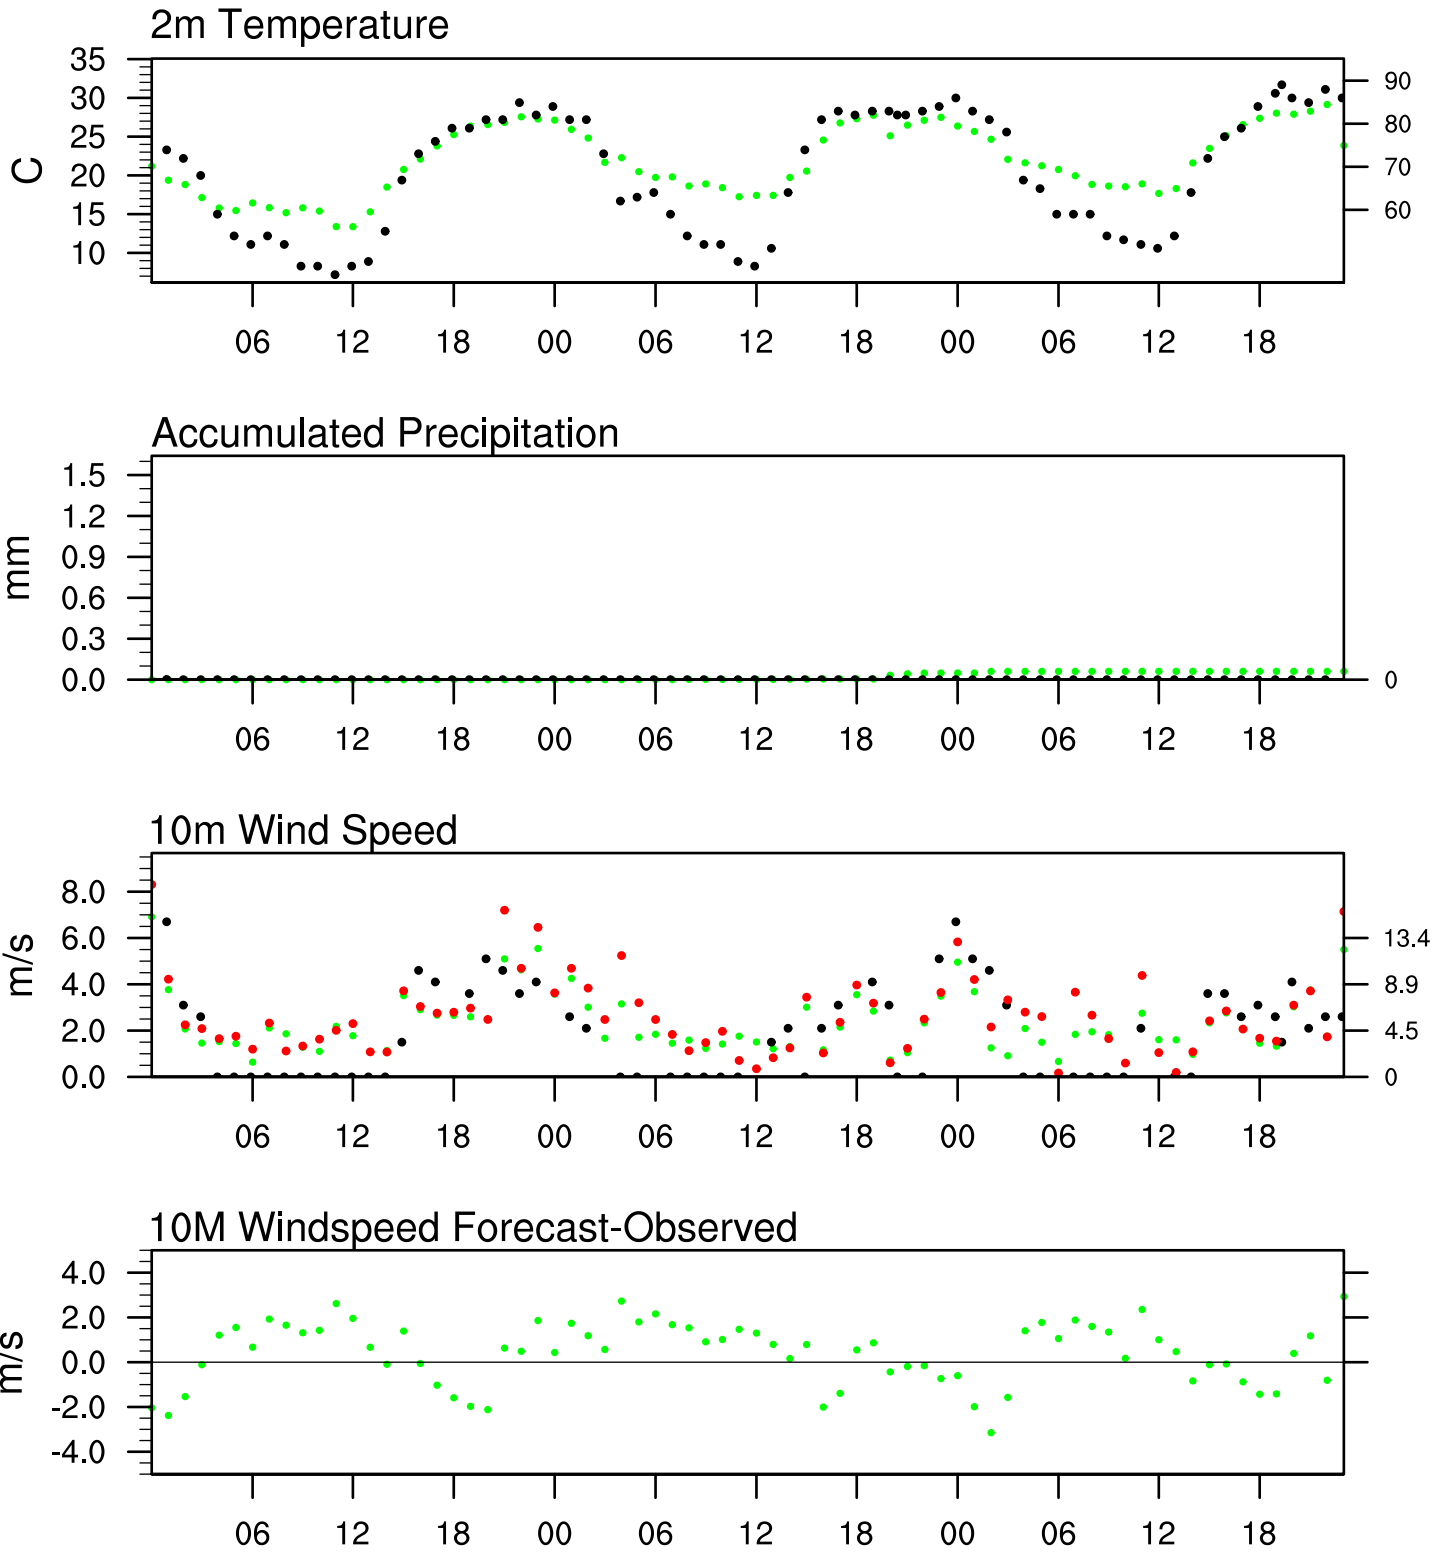 2m Temperature
35
30
25
20
15
10
C
90
80
70
60
06 12 18 00 06 12 18 00 06 12 18
Accumulated Precipitation
1.5
1.2
0.9
0.6
0.3
0.0
mm
0
06 12 18 00 06 12 18 00 06 12 18
10m Wind Speed
8.0
6.0
4.0
2.0
0.0
m/s
13.4
8.9
4.5
0
06 12 18 00 06 12 18 00 06 12 18
10M Windspeed Forecast-Observed
4.0
2.0
0.0
-2.0
-4.0
m/s
06 12 18 00 06 12 18 00 06 12 18